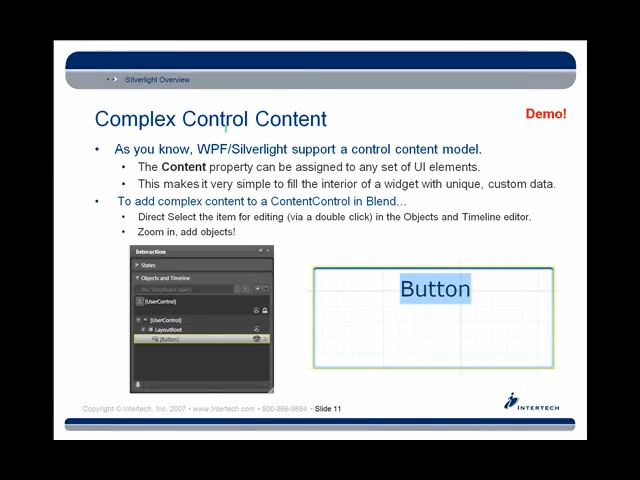 Silverlight Overview
Complex Control Content
Demo!
• As you know, WPF/Silverlight support a control content model.
• The Content property can be assigned to any set of UI elements.
• This makes it very simple to fill the interior of a widget with unique, custom data.
• To add complex content to a ContentControl in Blend…
• Direct Select the item for editing (via a double click) in the Objects and Timeline editor.
• Zoom in, add objects!
Interaction
States
Objects and Timeline
(No Storyboard open)
[UserControl]
[UserControl]
LayoutRoot
[Button]
Button
Copyright © Intertech, Inc. 2007 • www.Intertech.com • 800-866-9884 • Slide 11
INTERTECH